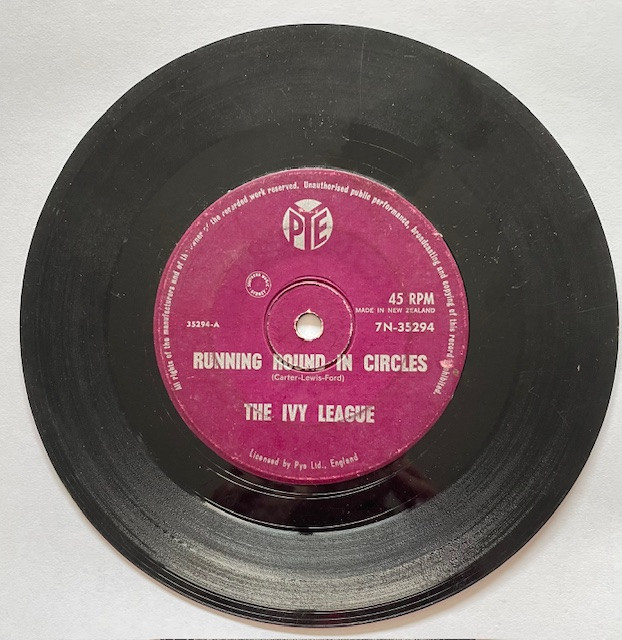 All rights of the manufacturers and of the owner of the recorded work reserved. Unauthorised public performance, broadcasting and copying of this record prohibited.
PYE
45 RPM
MADE IN NEW ZEALAND
35294-A
7N-35294
RUNNING ROUND IN CIRCLES
(Carter-Lewis-Ford)
THE IVY LEAGUE
Licensed by Pye Ltd., England